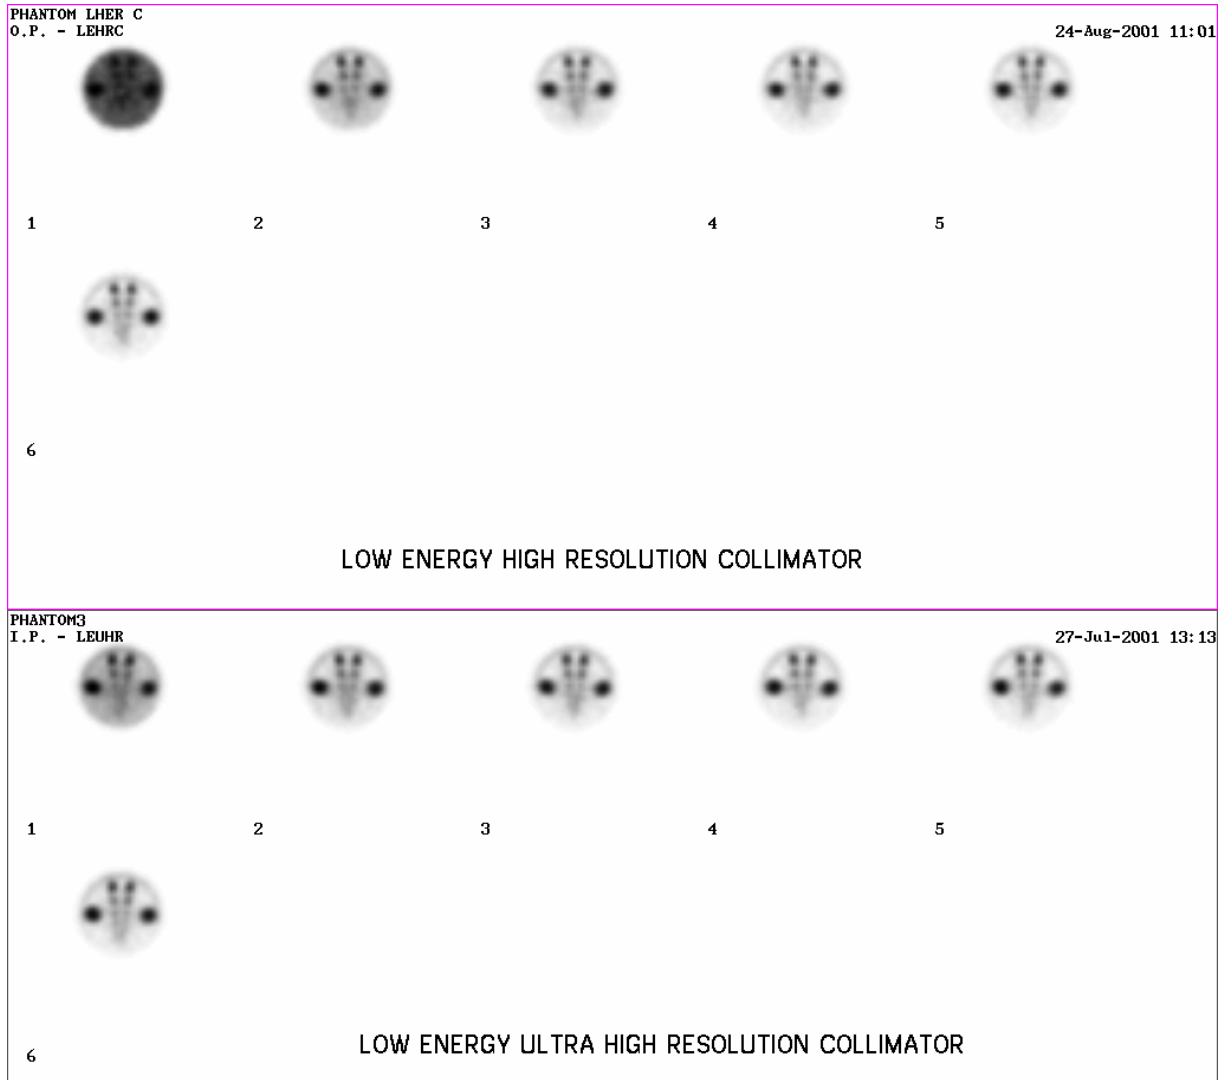 PHANTOM LHER C
O.P. - LEHRC
24-Aug-2001 11:01
1 2 3 4 5
6
LOW ENERGY HIGH RESOLUTION COLLIMATOR
PHANTOM3
I.P. - LEUHR
27-Jul-2001 13:13
1 2 3 4 5
6
LOW ENERGY ULTRA HIGH RESOLUTION COLLIMATOR